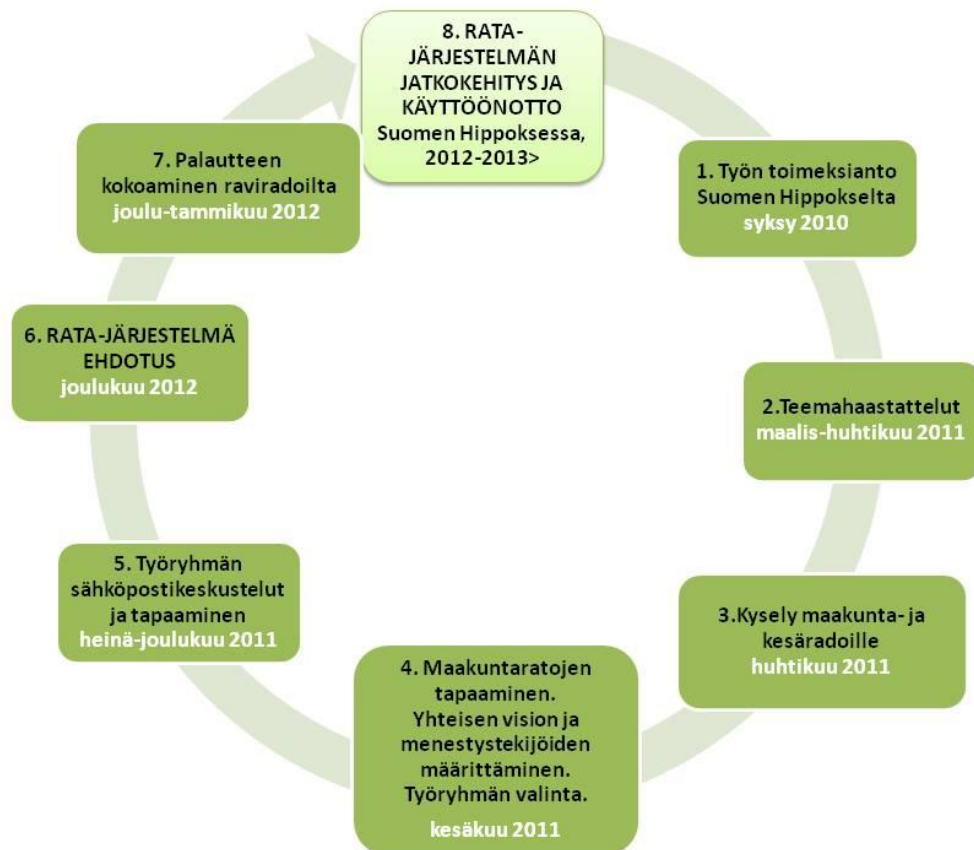 8. RATA-
JÄRJESTELMÄN
JATKOKEHITYS JA
KÄYTTÖÖNOTTO
Suomen Hippoksessa,
2012-2013>
1. Työn toimeksianto
Suomen Hippokselta
syksy 2010
2.Teemahaastattelut
maalis-huhtikuu 2011
3.Kysely maakunta- ja
kesäradoille
huhtikuu 2011
4. Maakuntaratojen
tapaaminen.
Yhteisen vision ja
menestystekijöiden
määrittäminen.
Työryhmän valinta.
kesäkuu 2011
5. Työryhmän
sähköpostikeskustelut
ja tapaaminen
heinä-joulukuu 2011
6. RATA-JÄRJESTELMÄ
EHDOTUS
joulukuu 2012
7. Palautteen
kokoaminen raviradoilta
joulu-tammikuu 2012